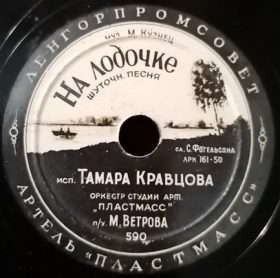 ЛЕНГОРПРОМСОВЕТ
муз. М. Кузнец
На лодочке
ШУТОЧН. ПЕСНЯ
сл. С. Фогельсона
ЛРК 161-50
исп. ТАМАРА КРАВЦОВА
ОРКЕСТР СТУДИИ АРТ.
"ПЛАСТМАСС"
п/у. М. ВЕТРОВА
590
АРТЕЛЬ „ПЛАСТМАСС"